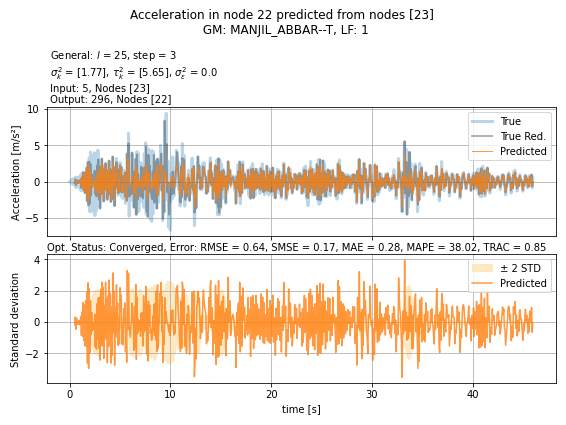 Acceleration in node 22 predicted from nodes [23]
GM: MANJIL_ABBAR--T, LF: 1
General: l = 25, step = 3
σ²ₖ = [1.77], τ²ₖ = [5.65], σ²ε = 0.0
Input: 5, Nodes [23]
Output: 296, Nodes [22]
Acceleration [m/s²]
10
5
0
−5
True
True Red.
Predicted
Opt. Status: Converged, Error: RMSE = 0.64, SMSE = 0.17, MAE = 0.28, MAPE = 38.02, TRAC = 0.85
Standard deviation
4
2
0
−2
± 2 STD
Predicted
0 10 20 30 40
time [s]